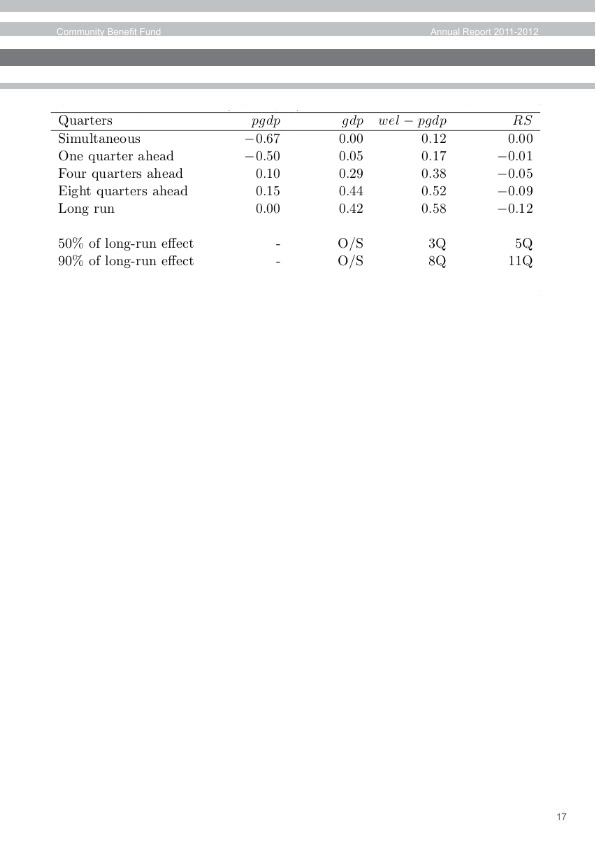 Community Benefit Fund Annual Report 2011-2012
Quarters pgdp gdp wel − pgdp RS
Simultaneous −0.67 0.00 0.12 0.00
One quarter ahead −0.50 0.05 0.17 −0.01
Four quarters ahead 0.10 0.29 0.38 −0.05
Eight quarters ahead 0.15 0.44 0.52 −0.09
Long run 0.00 0.42 0.58 −0.12
50% of long-run effect - O/S 3Q 5Q
90% of long-run effect - O/S 8Q 11Q
17